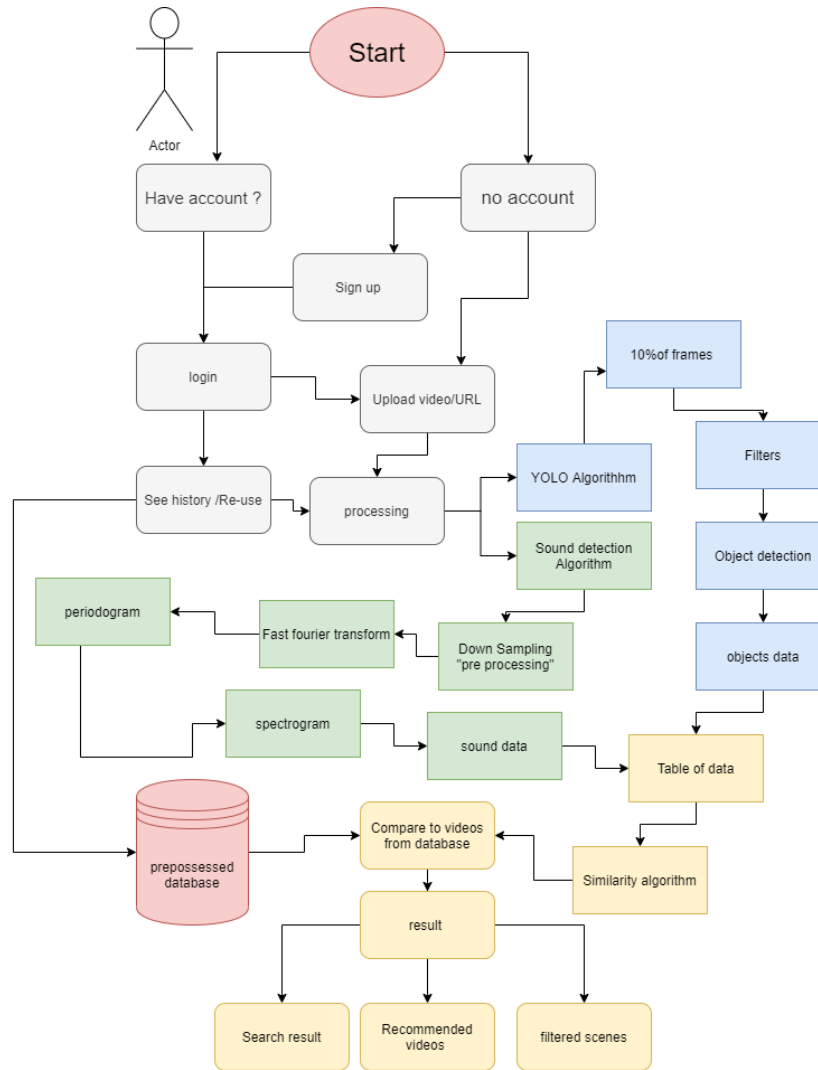 Start
Actor
Have account ?
no account
Sign up
10%of frames
login
Upload video/URL
Filters
See history /Re-use
processing
YOLO Algorithhm
Sound detection
Algorithm
Object detection
periodogram
Fast fourier transform
Down Sampling
"pre processing"
objects data
spectrogram
sound data
Table of data
prepossessed
database
Compare to videos
from database
Similarity algorithm
result
Search result
Recommended
videos
filtered scenes